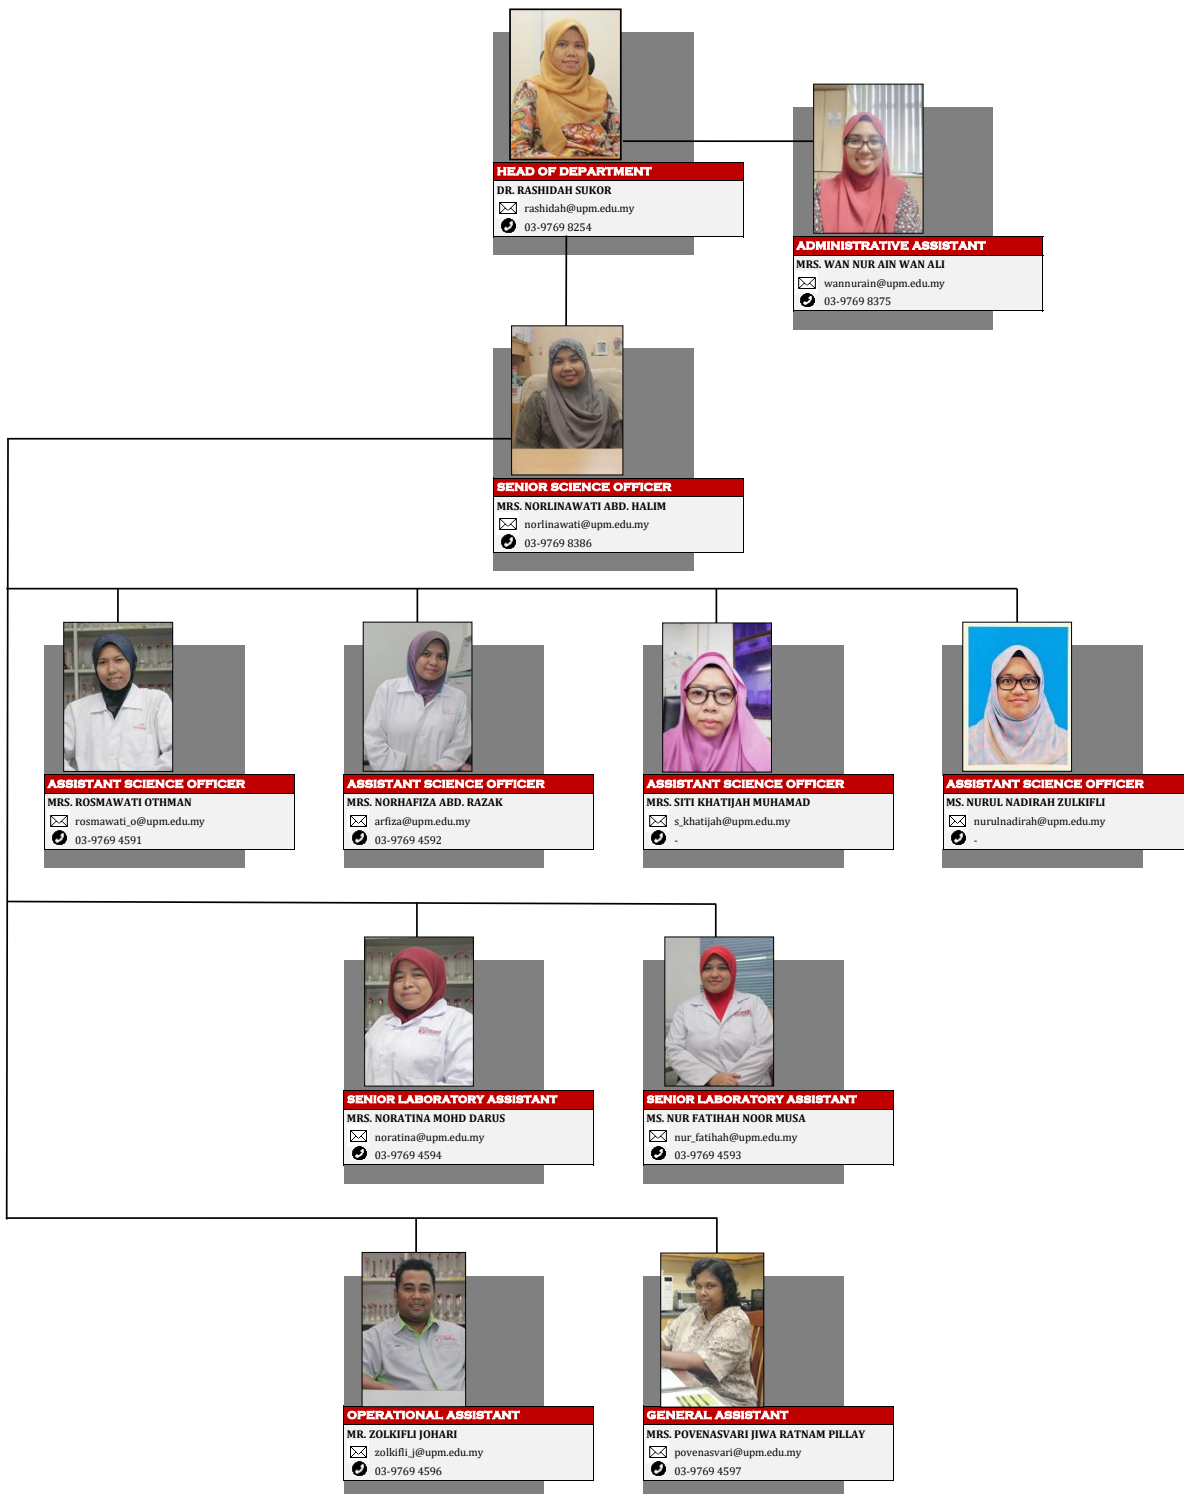 HEAD OF DEPARTMENT
DR. RASHIDAH SUKOR
rashidah@upm.edu.my
03-9769 8254
ADMINISTRATIVE ASSISTANT
MRS. WAN NUR AIN WAN ALI
wannurain@upm.edu.my
03-9769 8375
SENIOR SCIENCE OFFICER
MRS. NORLINAWATI ABD. HALIM
norlinawati@upm.edu.my
03-9769 8386
ASSISTANT SCIENCE OFFICER
MRS. ROSMAWATI OTHMAN
rosmawati_o@upm.edu.my
03-9769 4591
ASSISTANT SCIENCE OFFICER
MRS. NORHAFIZA ABD. RAZAK
arfiza@upm.edu.my
03-9769 4592
ASSISTANT SCIENCE OFFICER
MRS. SITI KHATIJAH MUHAMAD
s_khatijah@upm.edu.my
-
ASSISTANT SCIENCE OFFICER
MS. NURUL NADIRAH ZULKIFLI
nurulnadirah@upm.edu.my
-
SENIOR LABORATORY ASSISTANT
MRS. NORATINA MOHD DARUS
noratina@upm.edu.my
03-9769 4594
SENIOR LABORATORY ASSISTANT
MS. NUR FATIHAH NOOR MUSA
nur_fatihah@upm.edu.my
03-9769 4593
OPERATIONAL ASSISTANT
MR. ZOLKIFLI JOHARI
zolkifli_j@upm.edu.my
03-9769 4596
GENERAL ASSISTANT
MRS. POVENASVARI JIWA RATNAM PILLAY
povenasvari@upm.edu.my
03-9769 4597